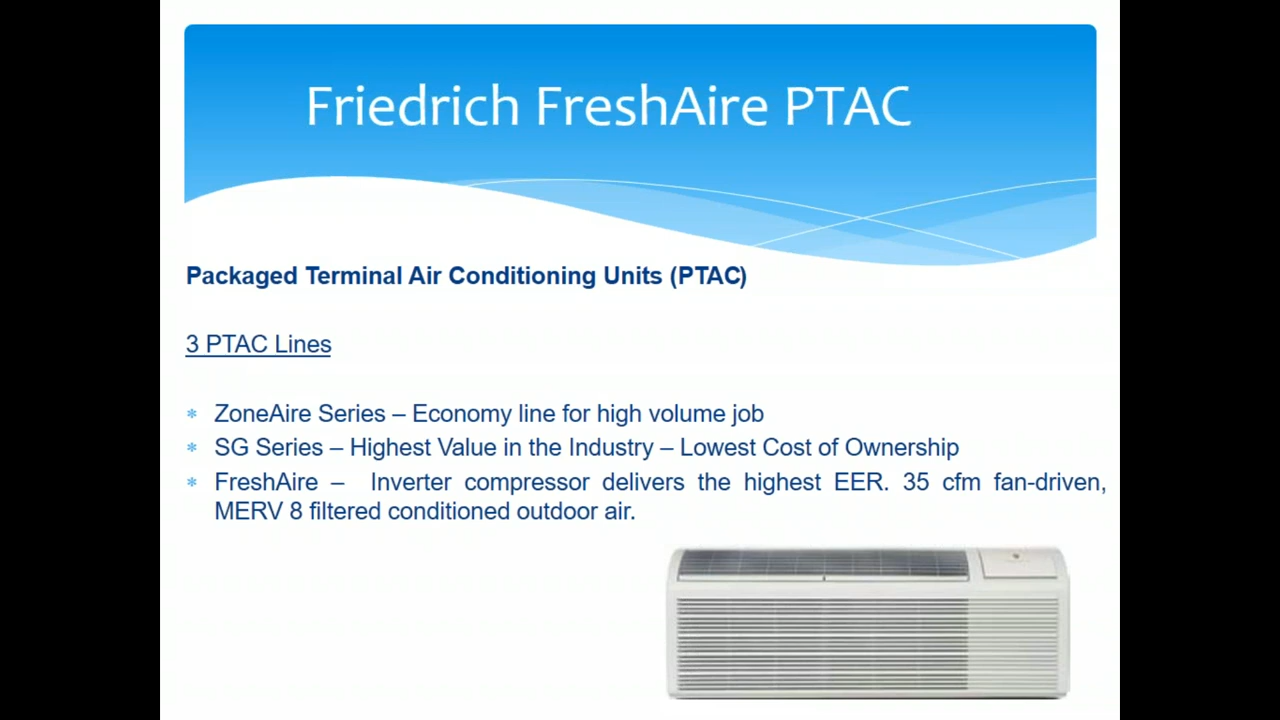 Friedrich FreshAire PTAC
Packaged Terminal Air Conditioning Units (PTAC)
3 PTAC Lines
* ZoneAire Series – Economy line for high volume job
* SG Series – Highest Value in the Industry – Lowest Cost of Ownership
* FreshAire – Inverter compressor delivers the highest EER. 35 cfm fan-driven,
MERV 8 filtered conditioned outdoor air.